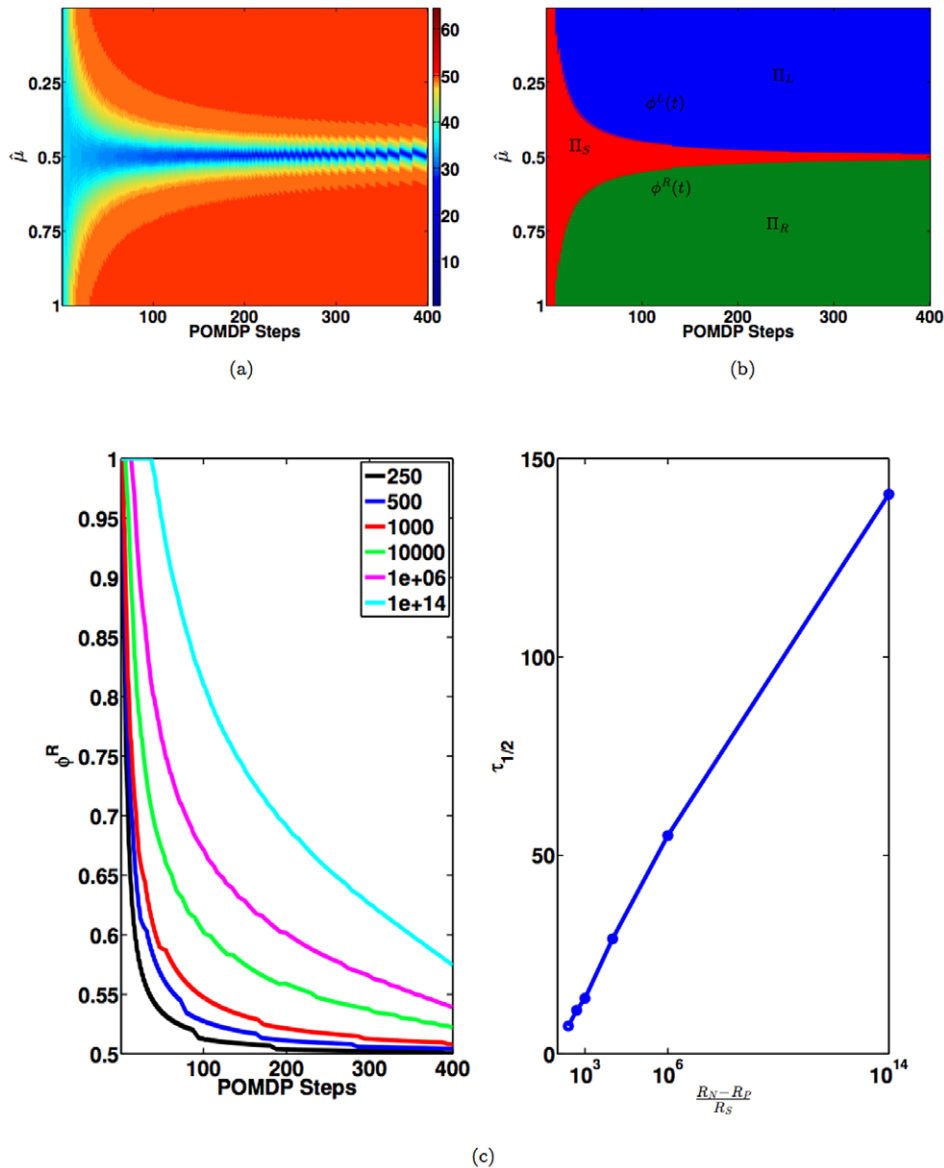 60
50
40
30
20
10
0
0.25
0.5
0.75
1
μ̂
100 200 300 400
POMDP Steps
(a)
0.25
0.5
0.75
1
μ̂
Π_L
ϕ^L(t)
Π_S
ϕ^R(t)
Π_R
100 200 300 400
POMDP Steps
(b)
1
0.95
0.9
0.85
0.8
0.75
0.7
0.65
0.6
0.55
0.5
ϕ^R
250
500
1000
10000
1e+06
1e+14
100 200 300 400
POMDP Steps
150
100
50
0
τ_{1/2}
10^3 10^6 10^14
\frac{R_N−R_P}{R_S}
(c)